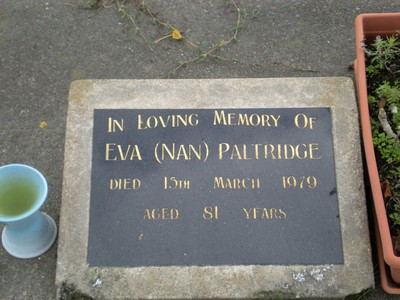 In Loving Memory Of
Eva (Nan) Paltridge
Died 15th March 1979
Aged 81 Years